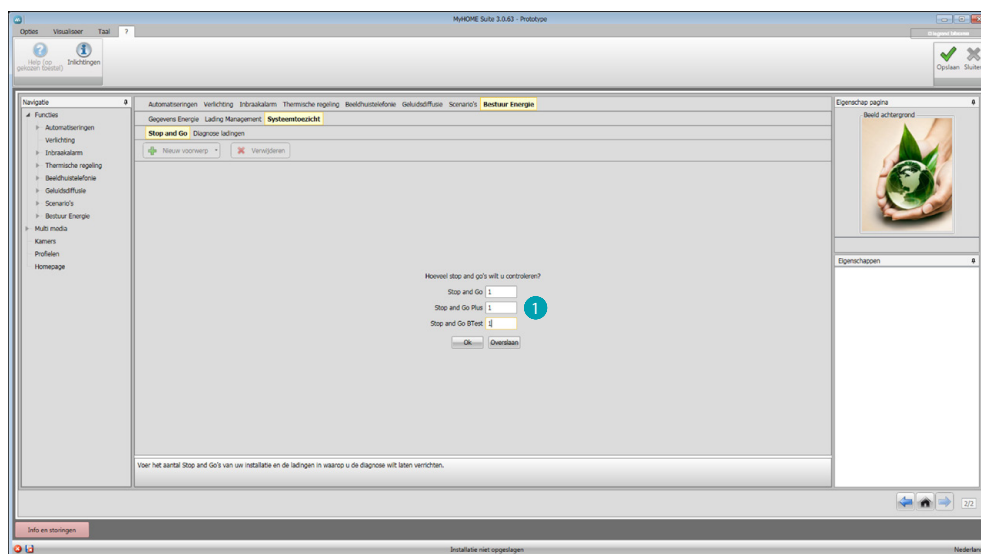 MyHOME Suite 3.0.63 - Prototype
Opties Visualiseer Taal ?
Help (op gekozen toestel)
Inlichtingen
Opslaan Sluiten
Navigatie
Functies
Automatiseringen
Verlichting
Inbraakalarm
Thermische regeling
Beeldhuistelefonie
Geluidsdiffusie
Scenario's
Bestuur Energie
Multi media
Kamers
Profielen
Homepage
Automatiseringen Verlichting Inbraakalarm Thermische regeling Beeldhuistelefonie Geluidsdiffusie Scenario's Bestuur Energie
Gegevens Energie Lading Management Systeemtoezicht
Stop and Go Diagnose ladingen
Nieuw voorwerp Verwijderen
Hoeveel stop and go's wilt u controleren?
Stop and Go 1
Stop and Go Plus 1
Stop and Go BTest 1
1
Ok Overslaan
Voer het aantal Stop and Go's van uw installatie en de ladingen in waarop u de diagnose wilt laten verrichten.
Eigenschap pagina
Beeld achtergrond
Eigenschappen
2/2
Info en storingen
Installatie niet opgeslagen
Nederlan